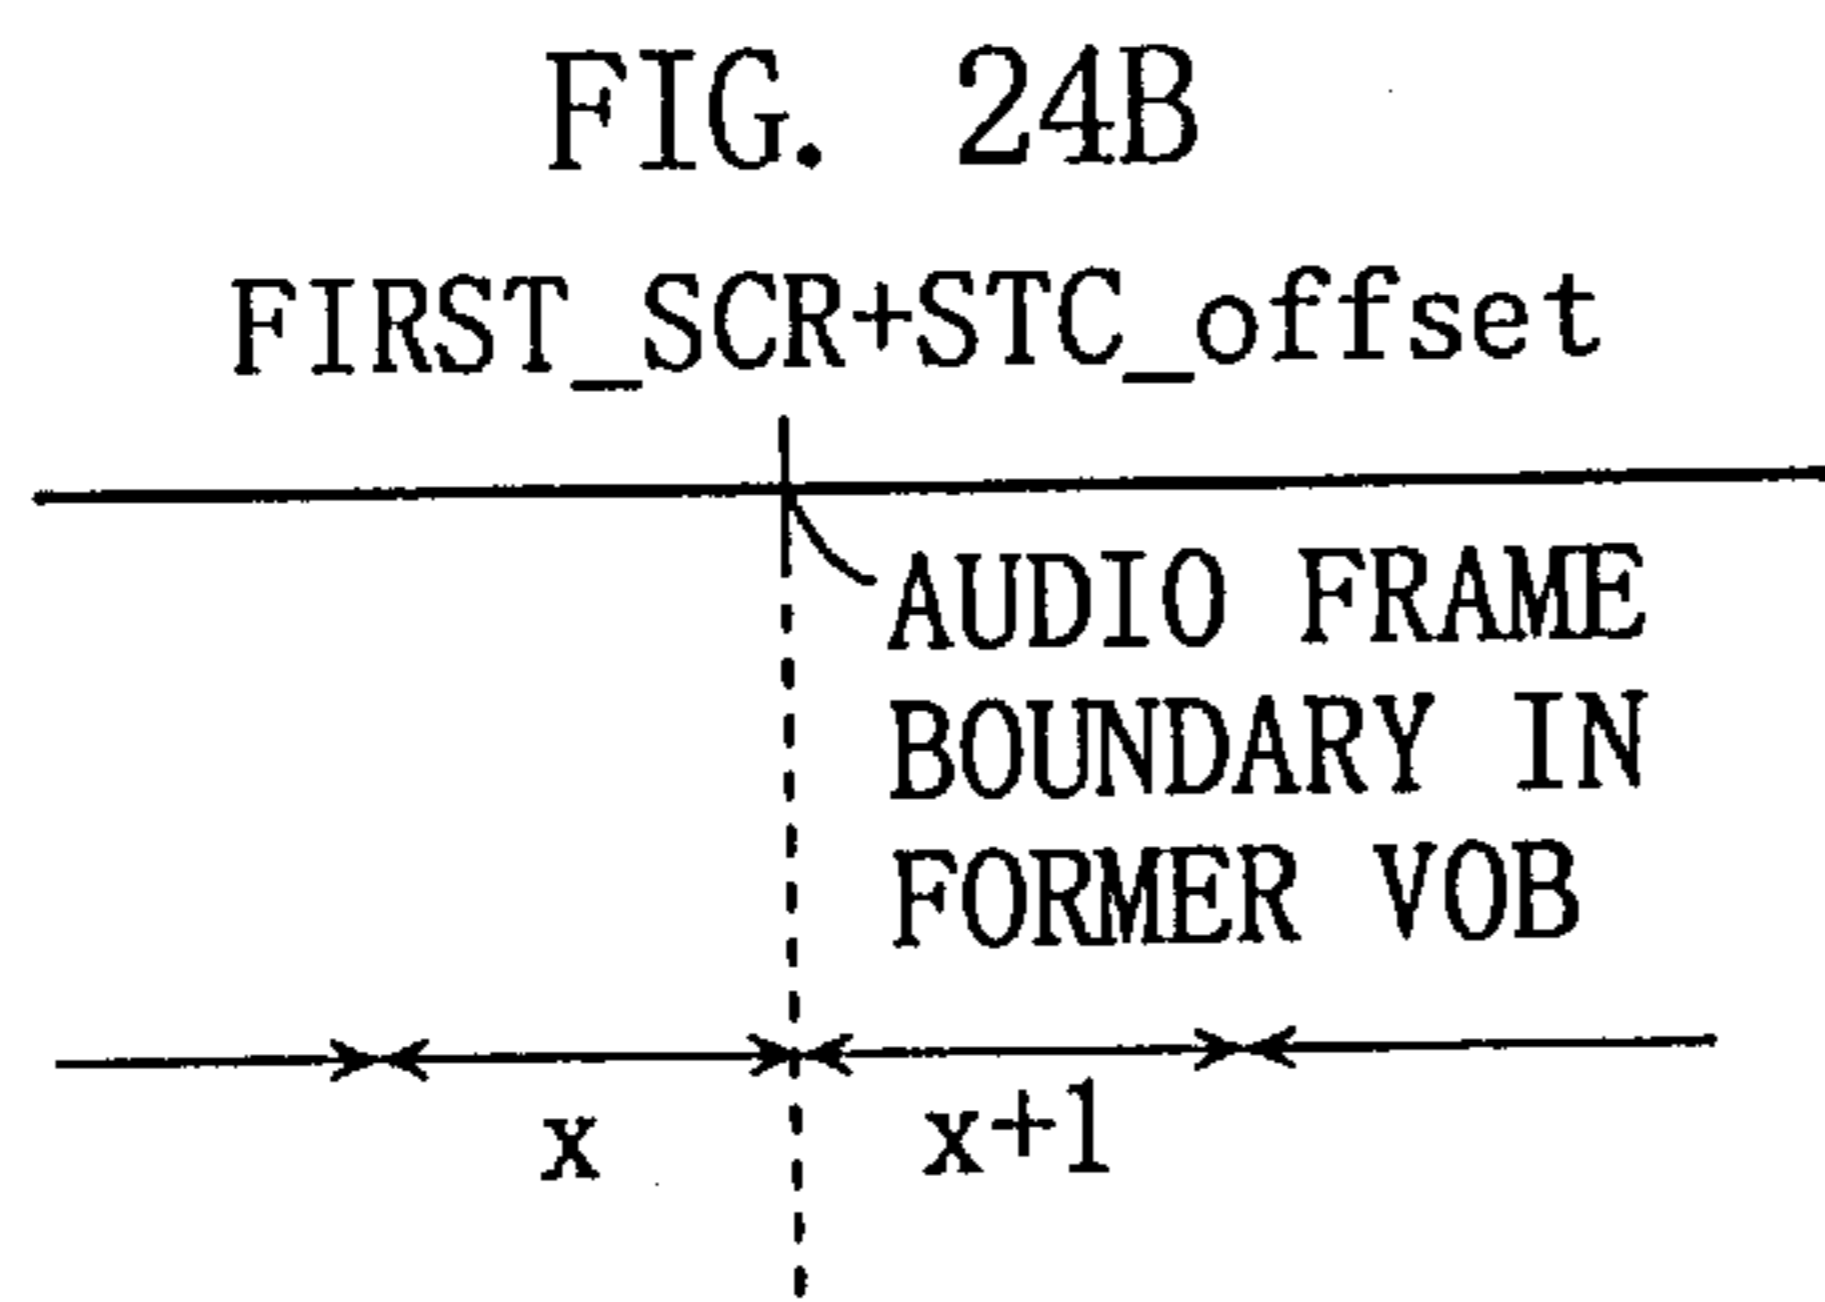 FIG. 24B
FIRST_SCR+STC_offset
AUDIO FRAME
BOUNDARY IN
FORMER VOB
x
x+1